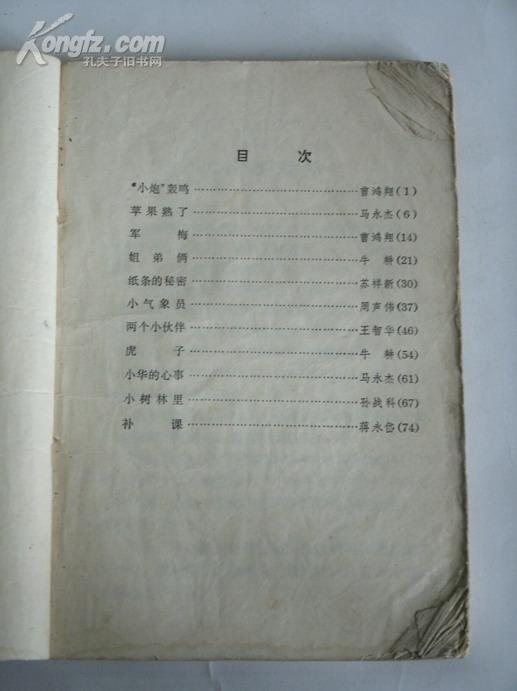 Kongfz.com
孔夫子旧书网
目 次
“小炮”轰鸣……………………曹鸿翔(1)
苹果熟了……………………马永杰(6)
军 梅……………………曹鸿翔(14)
姐弟俩……………………牛 耕(21)
纸条的秘密……………………苏祥新(30)
小气象员……………………周声伟(37)
两个小伙伴……………………王智华(46)
虎 子……………………牛 耕(54)
小华的心事……………………马永杰(61)
小树林里……………………孙战科(67)
补 课……………………蒋永岱(74)